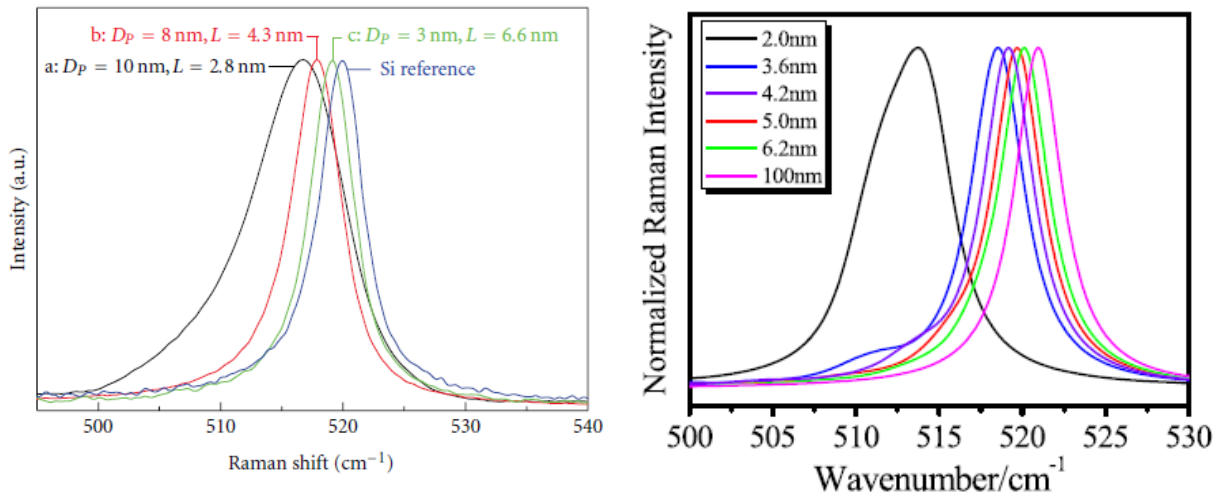 b: D_P = 8 nm, L = 4.3 nm
c: D_P = 3 nm, L = 6.6 nm
a: D_P = 10 nm, L = 2.8 nm
Si reference
Intensity (a.u.)
500 510 520 530 540
Raman shift (cm⁻¹)
2.0nm
3.6nm
4.2nm
5.0nm
6.2nm
100nm
Normalized Raman Intensity
500 505 510 515 520 525 530
Wavenumber/cm⁻¹